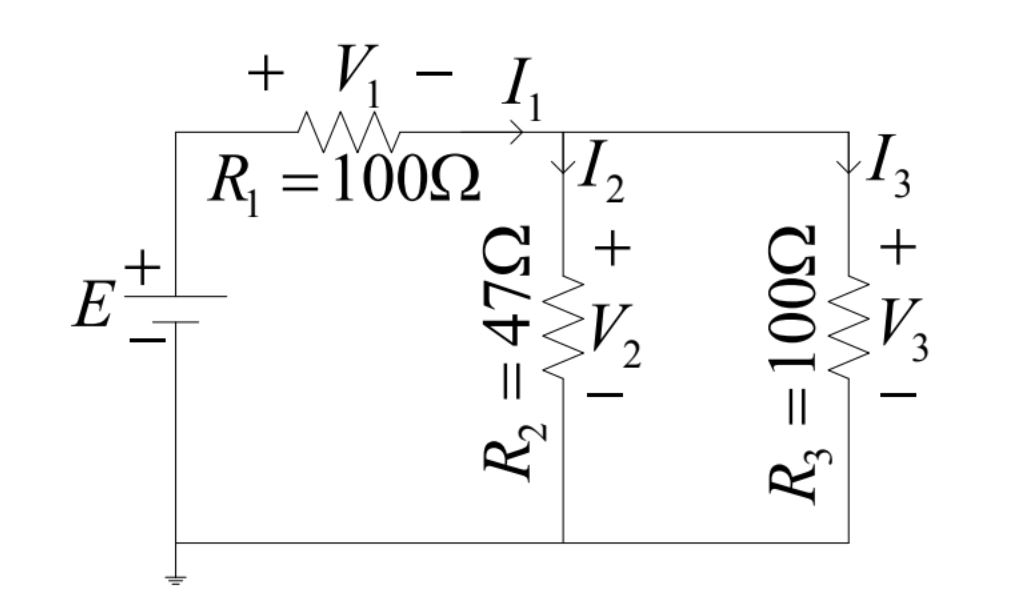 + V₁ −
I₁
R₁ = 100Ω
I₂
I₃
E
+
−
R₂ = 47Ω
+
V₂
−
R₃ = 100Ω
+
V₃
−